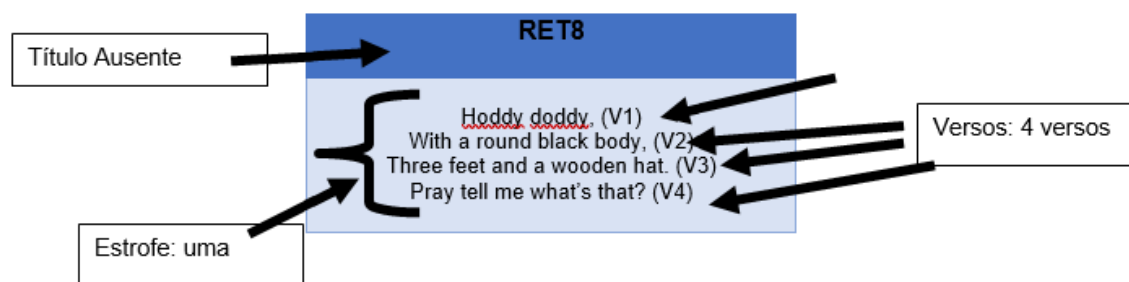 RET8
Título Ausente
Hoddy doddy, (V1)
With a round black body, (V2)
Three feet and a wooden hat. (V3)
Pray tell me what's that? (V4)
Versos: 4 versos
Estrofe: uma